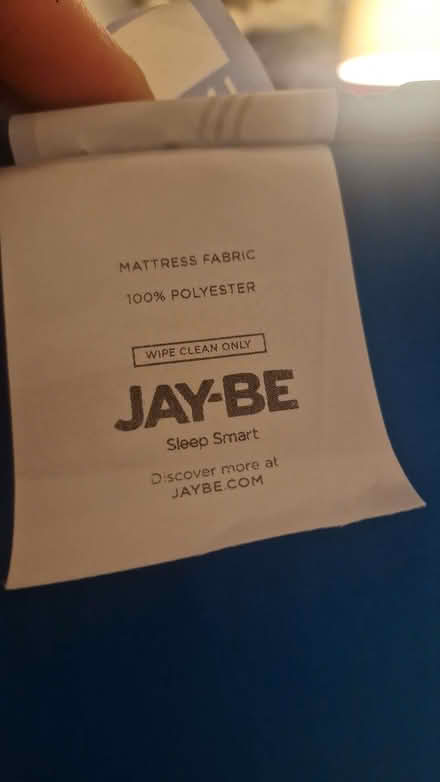 MATTRESS FABRIC
100% POLYESTER
WIPE CLEAN ONLY
JAY-BE
Sleep Smart
Discover more at
JAYBE.COM